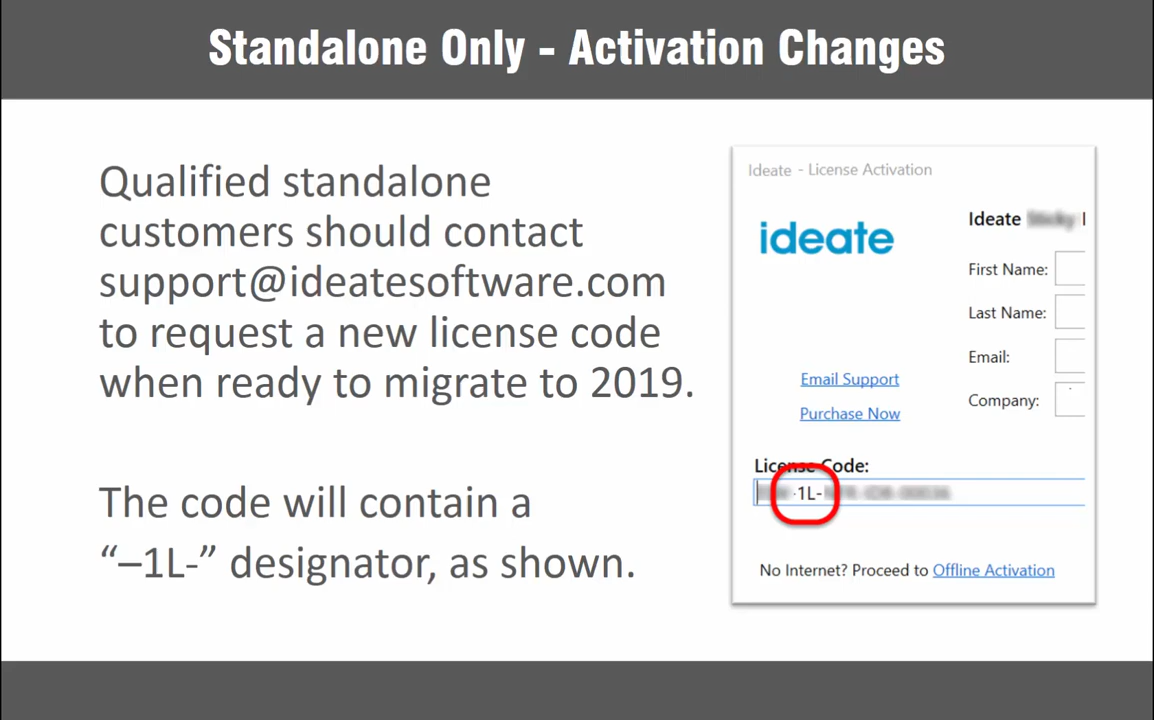 Standalone Only - Activation Changes
Qualified standalone
customers should contact
support@ideatesoftware.com
to request a new license code
when ready to migrate to 2019.
The code will contain a
“–1L-” designator, as shown.
Ideate - License Activation
ideate
Ideate
First Name:
Last Name:
Email:
Company:
Email Support
Purchase Now
License Code:
-1L-
No Internet? Proceed to Offline Activation